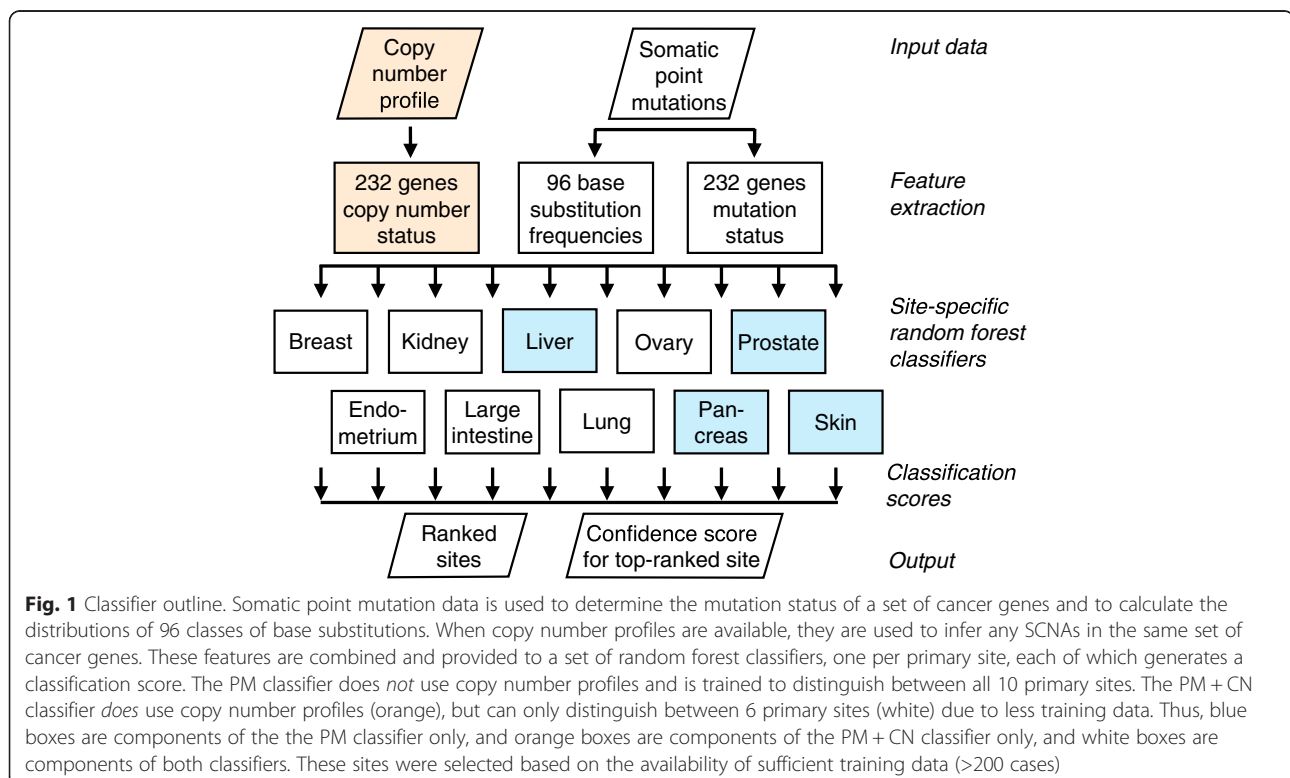 Copy
number
profile
Somatic
point
mutations
Input data
232 genes
copy number
status
96 base
substitution
frequencies
232 genes
mutation
status
Feature
extraction
Breast
Kidney
Liver
Ovary
Prostate
Site-specific
random forest
classifiers
Endo-
metrium
Large
intestine
Lung
Pan-
creas
Skin
Classification
scores
Ranked
sites
Confidence score
for top-ranked site
Output
Fig. 1 Classifier outline. Somatic point mutation data is used to determine the mutation status of a set of cancer genes and to calculate the
distributions of 96 classes of base substitutions. When copy number profiles are available, they are used to infer any SCNAs in the same set of
cancer genes. These features are combined and provided to a set of random forest classifiers, one per primary site, each of which generates a
classification score. The PM classifier does not use copy number profiles and is trained to distinguish between all 10 primary sites. The PM + CN
classifier does use copy number profiles (orange), but can only distinguish between 6 primary sites (white) due to less training data. Thus, blue
boxes are components of the the PM classifier only, and orange boxes are components of the PM + CN classifier only, and white boxes are
components of both classifiers. These sites were selected based on the availability of sufficient training data (>200 cases)